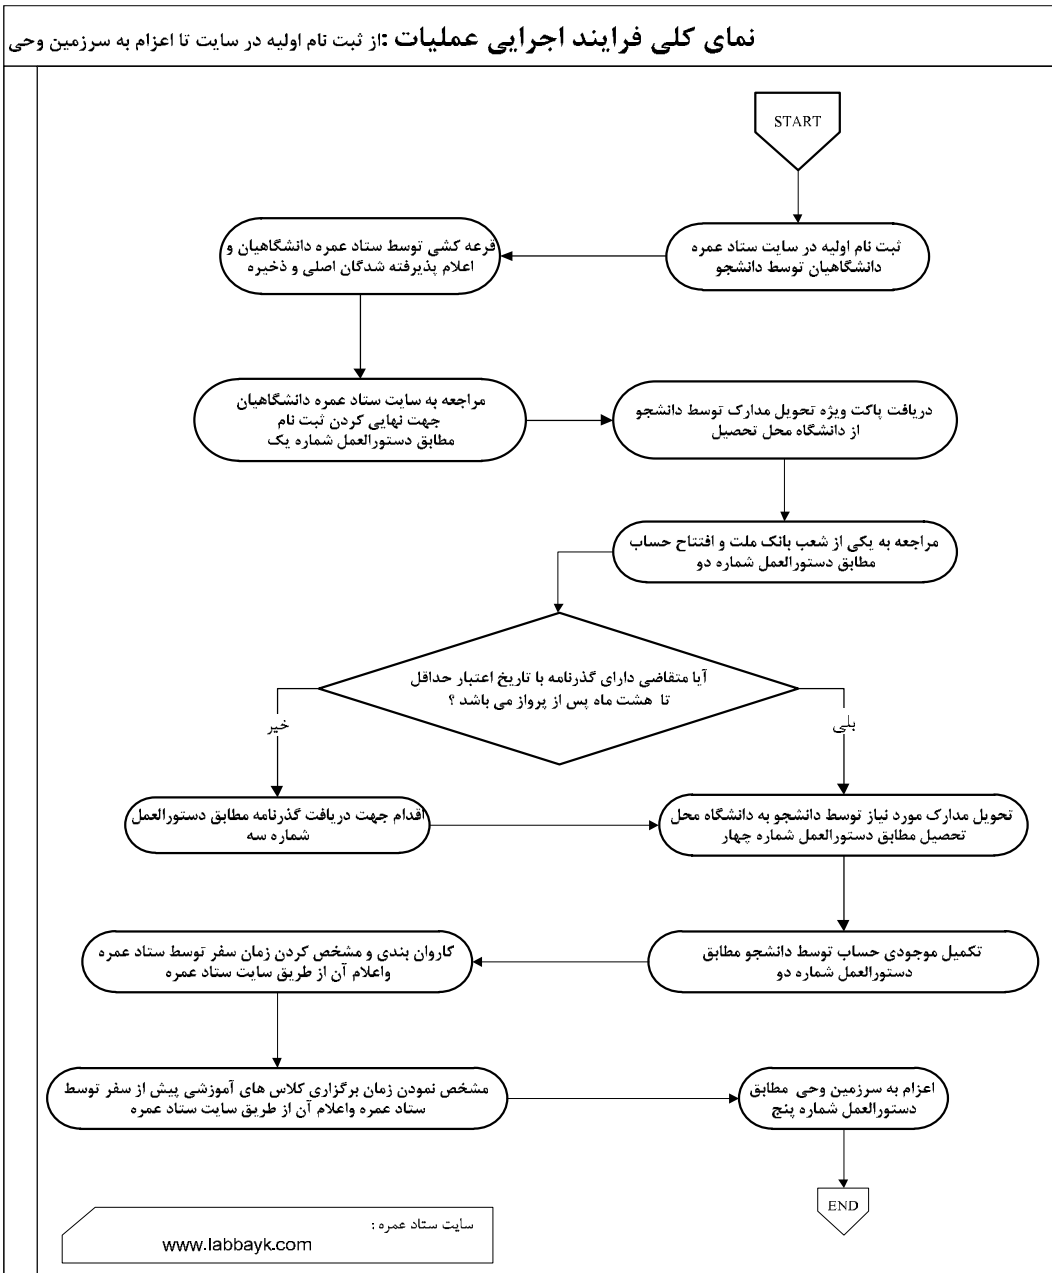 نمای کلی فرایند اجرایی عملیات :از ثبت نام اولیه در سایت تا اعزام به سرزمین وحی
START
ثبت نام اولیه در سایت ستاد عمره
دانشگاهیان توسط دانشجو
قرعه کشی توسط ستاد عمره دانشگاهیان و
اعلام پذیرفته شدگان اصلی و ذخیره
مراجعه به سایت ستاد عمره دانشگاهیان
جهت نهایی کردن ثبت نام
مطابق دستورالعمل شماره یک
دریافت پاکت ویژه تحویل مدارک توسط دانشجو
از دانشگاه محل تحصیل
مراجعه به یکی از شعب بانک ملت و افتتاح حساب
مطابق دستورالعمل شماره دو
آیا متقاضی دارای گذرنامه با تاریخ اعتبار حداقل
تا هشت ماه پس از پرواز می باشد ؟
بلی
خیر
اقدام جهت دریافت گذرنامه مطابق دستورالعمل
شماره سه
تحویل مدارک مورد نیاز توسط دانشجو به دانشگاه محل
تحصیل مطابق دستورالعمل شماره چهار
تکمیل موجودی حساب توسط دانشجو مطابق
دستورالعمل شماره دو
کاروان بندی و مشخص کردن زمان سفر توسط ستاد عمره
واعلام آن از طریق سایت ستاد عمره
مشخص نمودن زمان برگزاری کلاس های آموزشی پیش از سفر توسط
ستاد عمره واعلام آن از طریق سایت ستاد عمره
اعزام به سرزمین وحی مطابق
دستورالعمل شماره پنج
END
سایت ستاد عمره :
www.labbayk.com